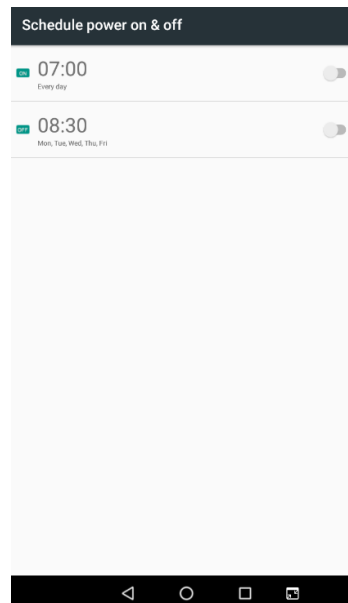 Schedule power on & off
ON
07:00
Every day
OFF
08:30
Mon, Tue, Wed, Thu, Fri